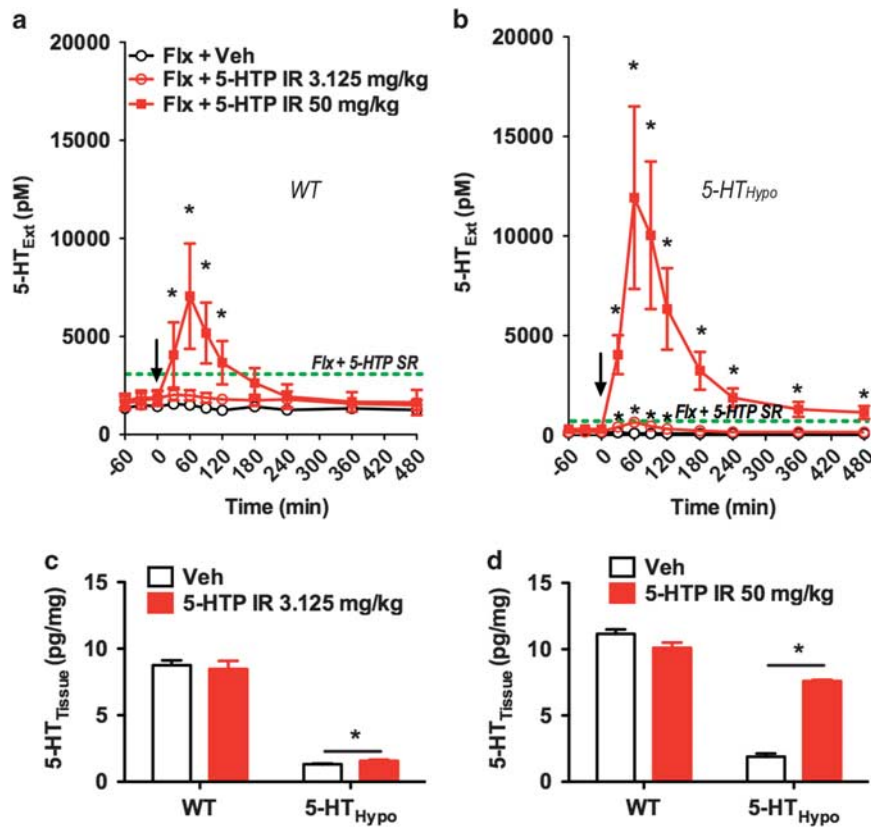 a
20000
15000
10000
5000
0
5-HTExt (pM)
Flx + Veh
Flx + 5-HTP IR 3.125 mg/kg
Flx + 5-HTP IR 50 mg/kg
WT
*
*
*
*
Flx + 5-HTP SR
-60 0 60 120 180 240 300 360 420 480
Time (min)
b
20000
15000
10000
5000
0
5-HTExt (pM)
5-HTHypo
*
*
*
*
*
*
*
*
*
Flx + 5-HTP SR
* * * *
-60 0 60 120 180 240 300 360 420 480
Time (min)
c
Veh
5-HTP IR 3.125 mg/kg
15
10
5
0
5-HTTissue (pg/mg)
*
WT 5-HTHypo
d
Veh
5-HTP IR 50 mg/kg
15
10
5
0
5-HTTissue (pg/mg)
*
WT 5-HTHypo